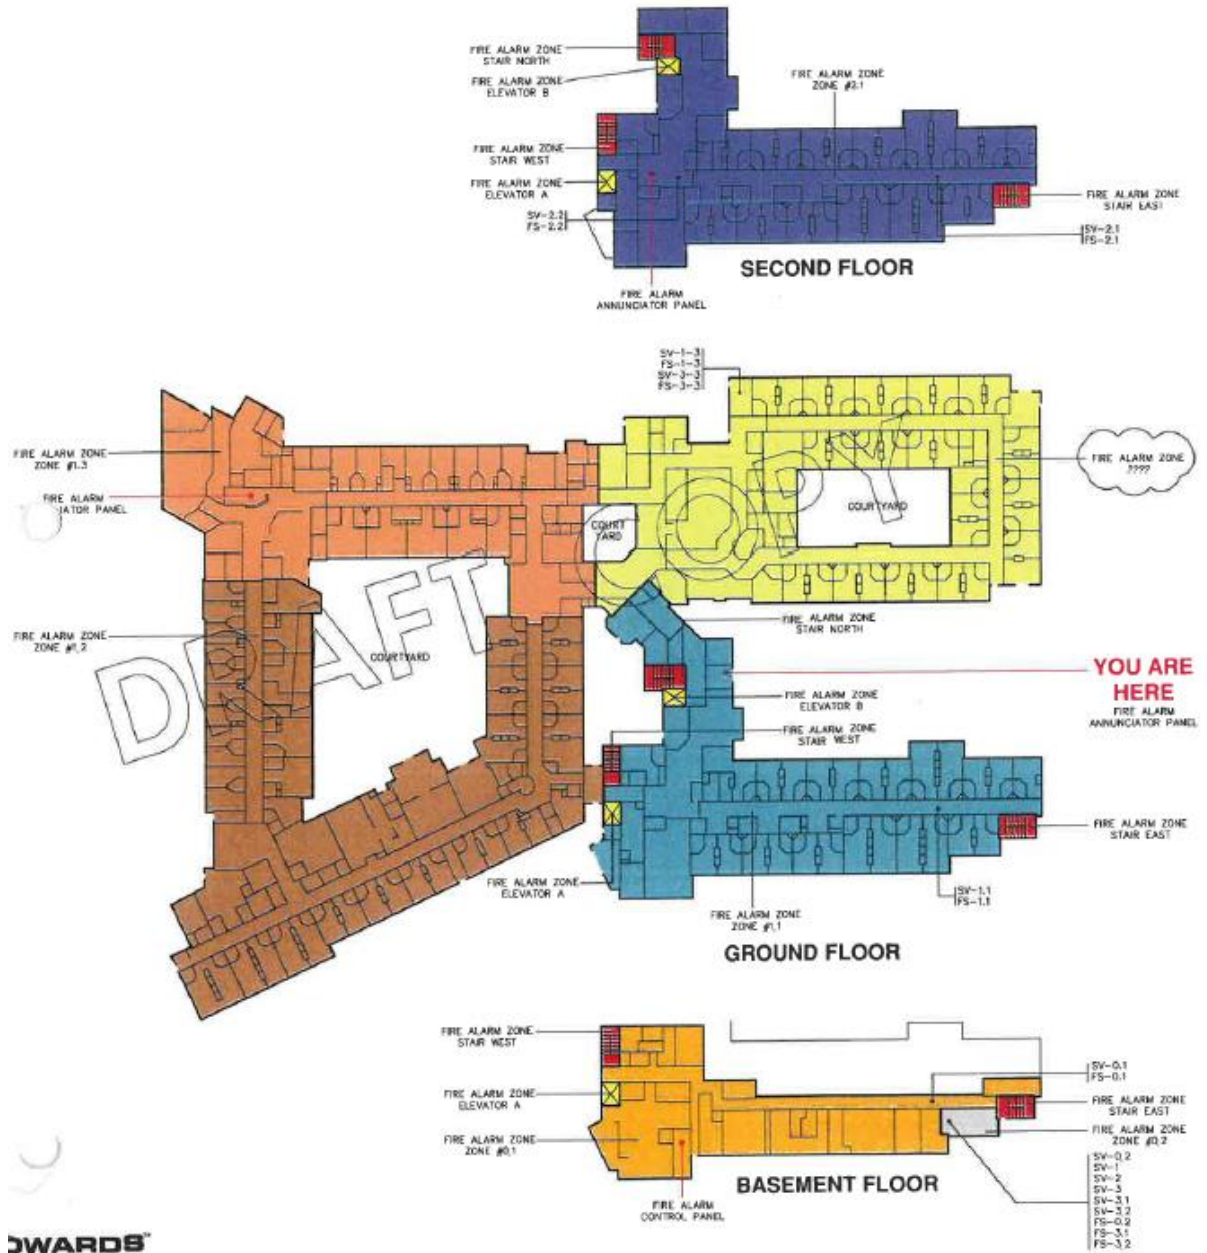 FIRE ALARM ZONE
STAIR NORTH
FIRE ALARM ZONE
ELEVATOR B
FIRE ALARM ZONE
ZONE #2.1
FIRE ALARM ZONE
STAIR WEST
FIRE ALARM ZONE
ELEVATOR A
SV-2.2
FS-2.2
FIRE ALARM ZONE
STAIR EAST
SV-2.1
FS-2.1
SECOND FLOOR
FIRE ALARM
ANNUNCIATOR PANEL
SV-1-3
FS-1-3
SV-3-3
FS-3-3
FIRE ALARM ZONE
ZONE #1.3
FIRE ALARM ZONE
????
FIRE ALARM
IATOR PANEL
COURTYARD
COURT
YARD
DRAFT
FIRE ALARM ZONE
STAIR NORTH
FIRE ALARM ZONE
ZONE #1.2
COURTYARD
YOU ARE
HERE
FIRE ALARM
ANNUNCIATOR PANEL
FIRE ALARM ZONE
ELEVATOR B
FIRE ALARM ZONE
STAIR WEST
FIRE ALARM ZONE
STAIR EAST
FIRE ALARM ZONE
ELEVATOR A
SV-1.1
FS-1.1
FIRE ALARM ZONE
ZONE #1.1
GROUND FLOOR
FIRE ALARM ZONE
STAIR WEST
SV-0.1
FS-0.1
FIRE ALARM ZONE
ELEVATOR A
FIRE ALARM ZONE
STAIR EAST
FIRE ALARM ZONE
ZONE #0.2
FIRE ALARM ZONE
ZONE #0.1
SV-0.2
SV-1
SV-2
SV-3
SV-3.1
SV-3.2
FS-0.2
FS-3.1
FS-3.2
BASEMENT FLOOR
FIRE ALARM
CONTROL PANEL
DWARDS™